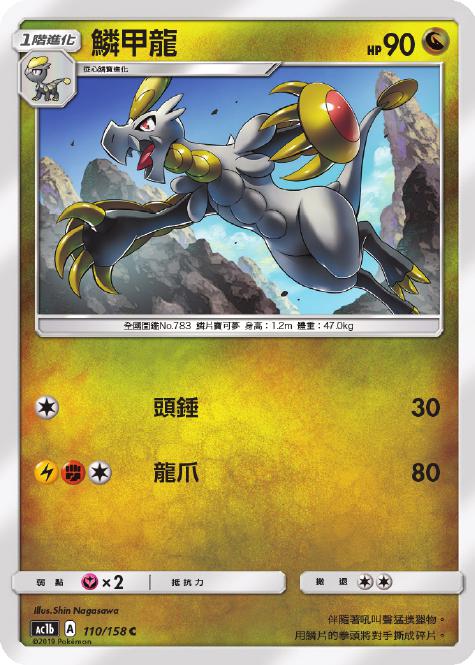 1階進化
鱗甲龍
HP90
從心鱗寶進化
全國圖鑑No.783 鱗片寶可夢 身高：1.2m 體重：47.0kg
頭錘 30
龍爪 80
弱點 ×2 抵抗力 撤退
Illus.Shin Nagasawa
AC1b A 110/158 C
©2019 Pokémon
伴隨著吼叫聲猛撲獵物。
用鱗片的拳頭將對手撕成碎片。